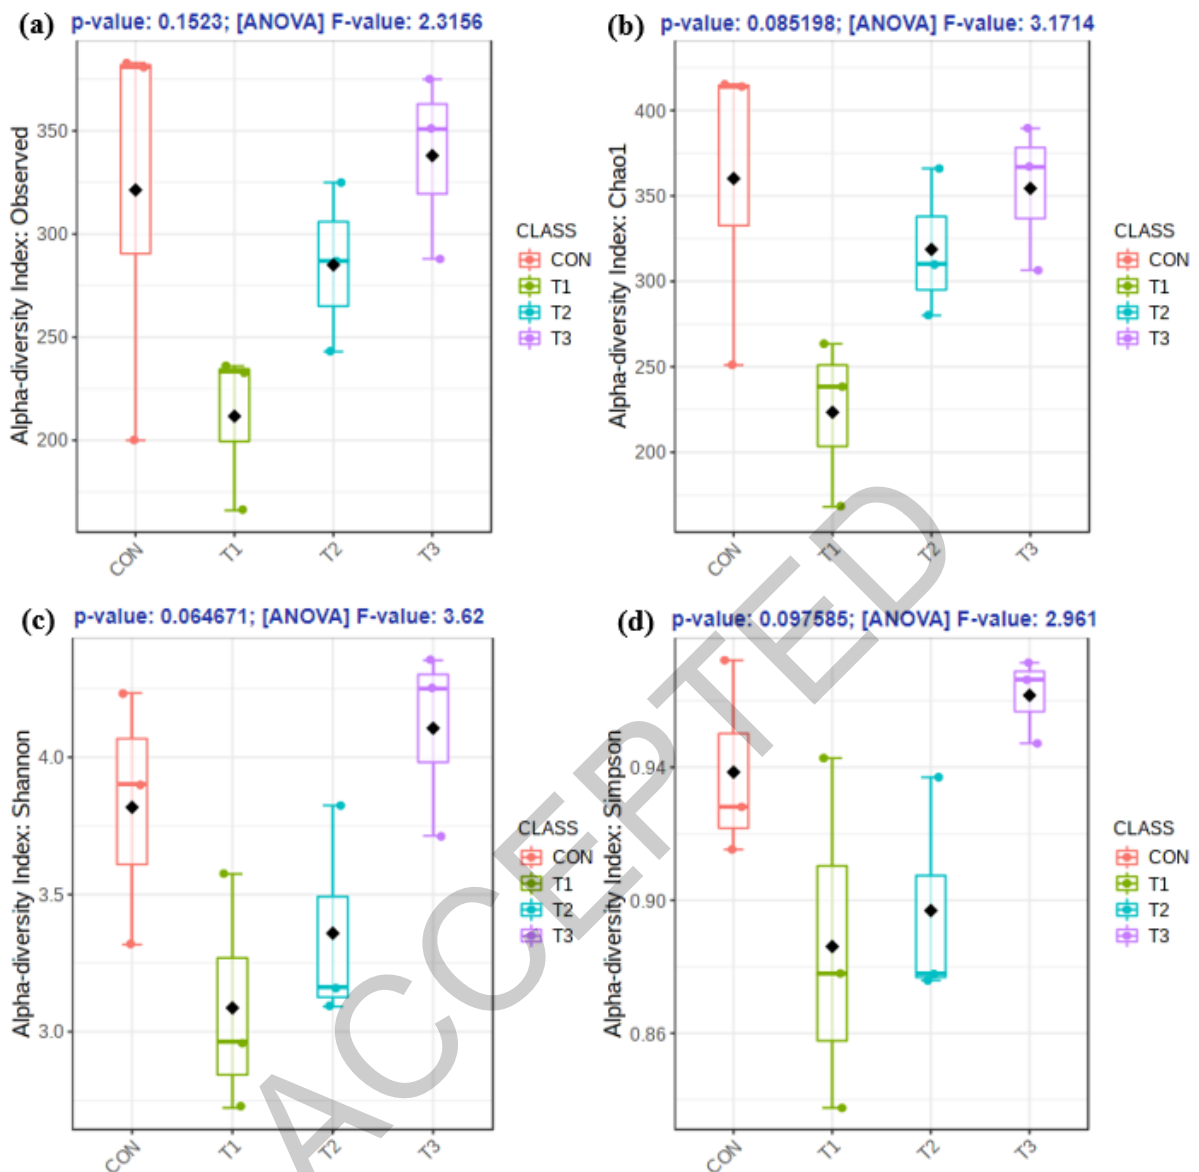 (a) p-value: 0.1523; [ANOVA] F-value: 2.3156
Alpha-diversity Index: Observed
350
300
250
200
CON
T1
T2
T3
CLASS
CON
T1
T2
T3
(b) p-value: 0.085198; [ANOVA] F-value: 3.1714
Alpha-diversity Index: Chao1
400
350
300
250
200
CON
T1
T2
T3
CLASS
CON
T1
T2
T3
(c) p-value: 0.064671; [ANOVA] F-value: 3.62
Alpha-diversity Index: Shannon
4.0
3.5
3.0
CON
T1
T2
T3
CLASS
CON
T1
T2
T3
(d) p-value: 0.097585; [ANOVA] F-value: 2.961
Alpha-diversity Index: Simpson
0.94
0.90
0.86
CON
T1
T2
T3
CLASS
CON
T1
T2
T3
ACCEPTED